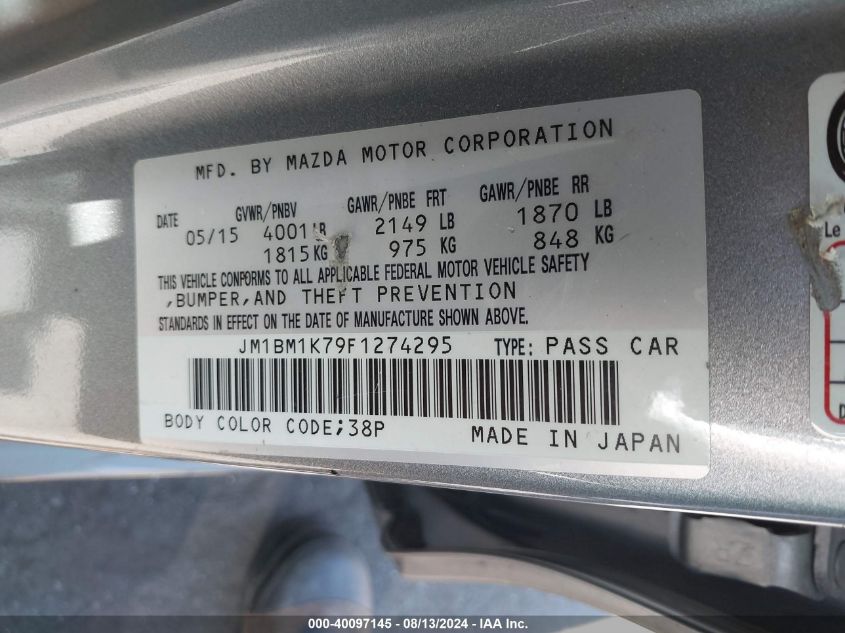 MFD. BY MAZDA MOTOR CORPORATION
DATE GVWR/PNBV GAWR/PNBE FRT GAWR/PNBE RR
05/15 4001LB 2149 LB 1870 LB
1815KG 975 KG 848 KG
THIS VEHICLE CONFORMS TO ALL APPLICABLE FEDERAL MOTOR VEHICLE SAFETY
,BUMPER,AND THEFT PREVENTION
STANDARDS IN EFFECT ON THE DATE OF MANUFACTURE SHOWN ABOVE.
JM1BM1K79F1274295 TYPE: PASS CAR
BODY COLOR CODE;38P MADE IN JAPAN
Le
000-40097145 - 08/13/2024 - IAA Inc.